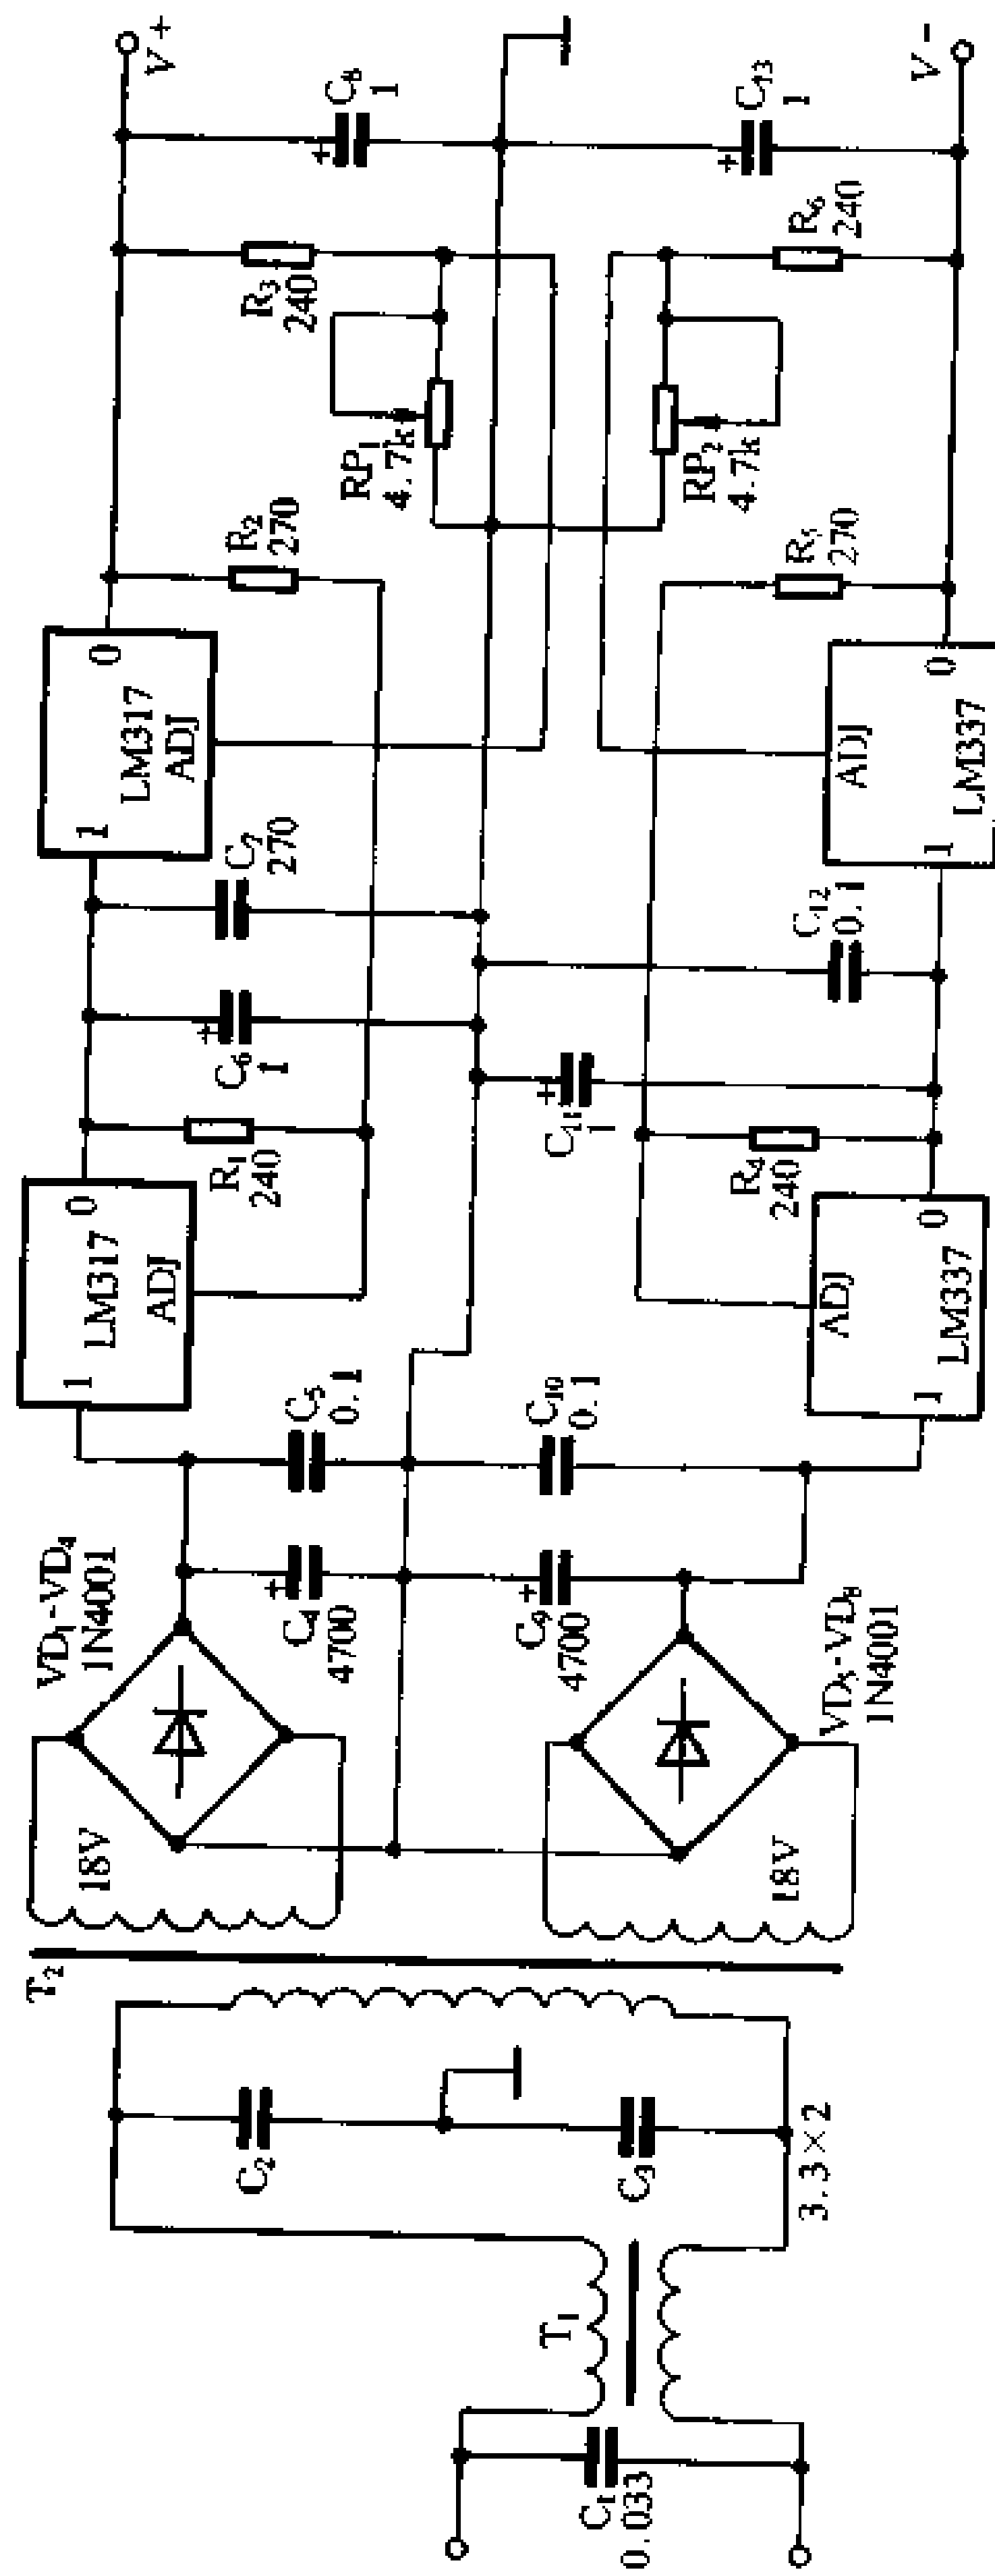 C₁
0.033
T₁
C₂
C₃
3.3×2
T₂
18V
18V
VD₁-VD₄
1N4001
VD₅-VD₈
1N4001
C₄
4700
C₅
0.1
C₉
4700
C₁₀
0.1
1
LM317
0
ADJ
1
LM337
0
ADJ
R₁
240
C₆
1
C₇
270
R₄
240
C₁₁
1
C₁₂
0.1
1
LM317
0
ADJ
1
LM337
0
ADJ
R₂
270
R₅
270
RP₁
4.7k
RP₂
4.7k
R₃
240
R₆
240
C₈
1
C₁₃
1
V+
V-